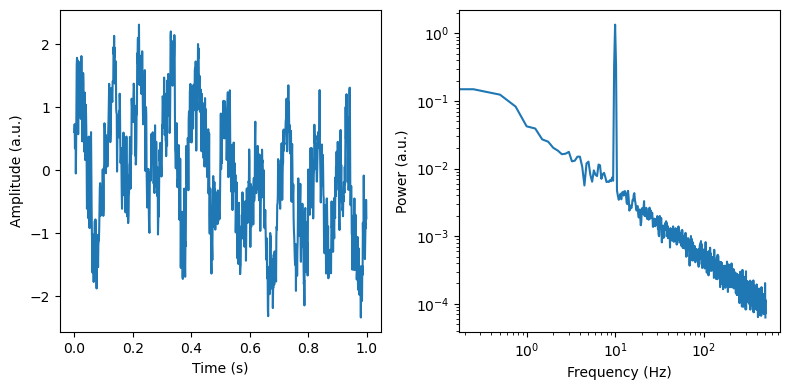 Amplitude (a.u.)
2
1
0
−1
−2
0.0 0.2 0.4 0.6 0.8 1.0
Time (s)
Power (a.u.)
10⁰
10⁻¹
10⁻²
10⁻³
10⁻⁴
10⁰ 10¹ 10²
Frequency (Hz)